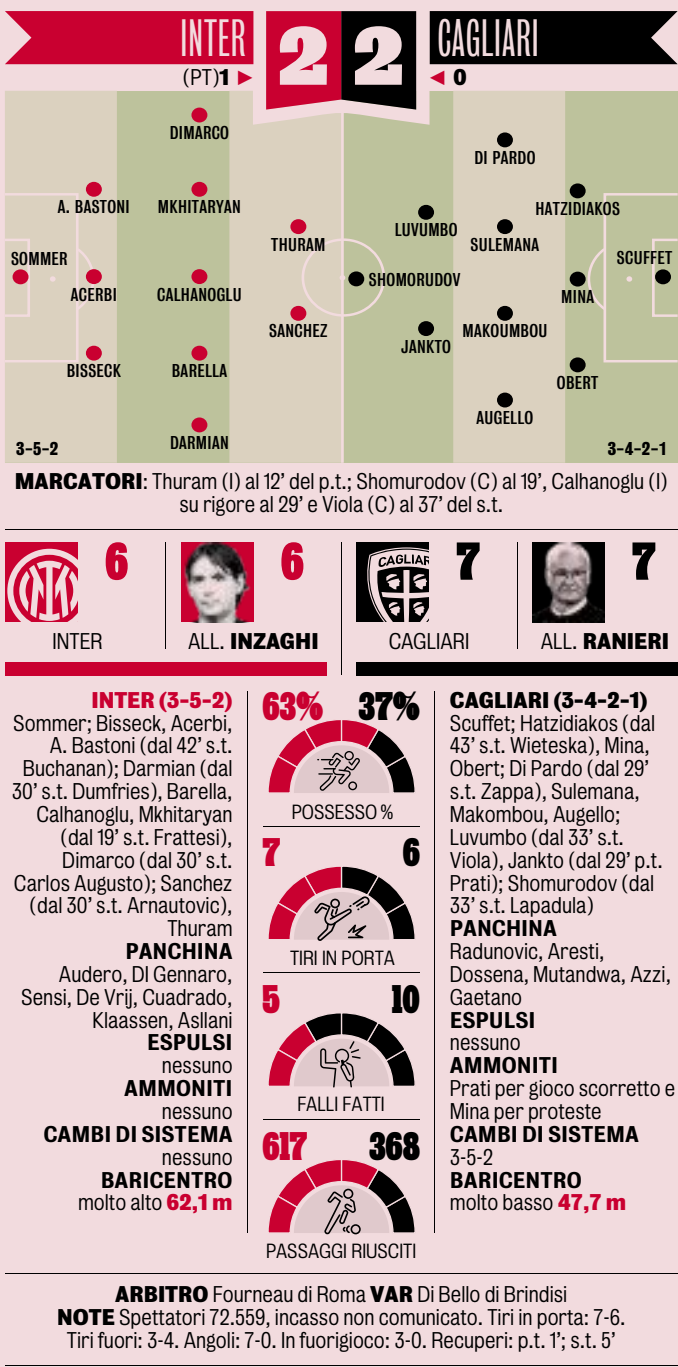 INTER
2
2
CAGLIARI
(PT)1
0
DIMARCO
DI PARDO
A. BASTONI
MKHITARYAN
HATZIDIAKOS
THURAM
LUVUMBO
SULEMANA
SOMMER
SCUFFET
ACERBI
CALHANOGLU
SHOMORUDOV
MINA
SANCHEZ
MAKOUMBOU
JANKTO
BISSECK
BARELLA
OBERT
AUGELLO
DARMIAN
3-5-2
3-4-2-1
MARCATORI: Thuram (I) al 12’ del p.t.; Shomurodov (C) al 19’, Calhanoglu (I)
su rigore al 29’ e Viola (C) al 37’ del s.t.
6
INTER
6
ALL. INZAGHI
CAGLIARI
7
CAGLIARI
7
ALL. RANIERI
INTER (3-5-2)
Sommer; Bisseck, Acerbi,
A. Bastoni (dal 42’ s.t.
Buchanan); Darmian (dal
30’ s.t. Dumfries), Barella,
Calhanoglu, Mkhitaryan
(dal 19’ s.t. Frattesi),
Dimarco (dal 30’ s.t.
Carlos Augusto); Sanchez
(dal 30’ s.t. Arnautovic),
Thuram
PANCHINA
Audero, DI Gennaro,
Sensi, De Vrij, Cuadrado,
Klaassen, Asllani
ESPULSI
nessuno
AMMONITI
nessuno
CAMBI DI SISTEMA
nessuno
BARICENTRO
molto alto 62,1 m
63% 37%
POSSESSO %
7 6
TIRI IN PORTA
5 10
FALLI FATTI
617 368
PASSAGGI RIUSCITI
CAGLIARI (3-4-2-1)
Scuffet; Hatzidiakos (dal
43’ s.t. Wieteska), Mina,
Obert; Di Pardo (dal 29’
s.t. Zappa), Sulemana,
Makombou, Augello;
Luvumbo (dal 33’ s.t.
Viola), Jankto (dal 29’ p.t.
Prati); Shomurodov (dal
33’ s.t. Lapadula)
PANCHINA
Radunovic, Aresti,
Dossena, Mutandwa, Azzi,
Gaetano
ESPULSI
nessuno
AMMONITI
Prati per gioco scorretto e
Mina per proteste
CAMBI DI SISTEMA
3-5-2
BARICENTRO
molto basso 47,7 m
ARBITRO Fourneau di Roma VAR Di Bello di Brindisi
NOTE Spettatori 72.559, incasso non comunicato. Tiri in porta: 7-6.
Tiri fuori: 3-4. Angoli: 7-0. In fuorigioco: 3-0. Recuperi: p.t. 1’; s.t. 5’